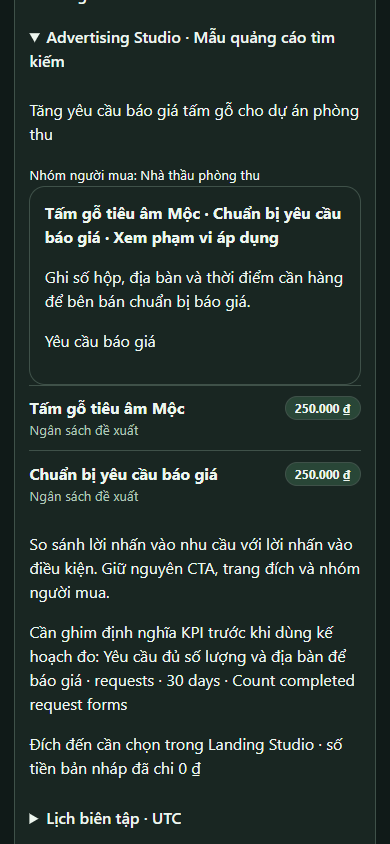 Advertising Studio · Mẫu quảng cáo tìm
kiếm
Tăng yêu cầu báo giá tấm gỗ cho dự án phòng
thu
Nhóm người mua: Nhà thầu phòng thu
Tấm gỗ tiêu âm Mộc · Chuẩn bị yêu cầu
báo giá · Xem phạm vi áp dụng
Ghi số hộp, địa bàn và thời điểm cần hàng
để bên bán chuẩn bị báo giá.
Yêu cầu báo giá
Tấm gỗ tiêu âm Mộc
250.000 ₫
Ngân sách đề xuất
Chuẩn bị yêu cầu báo giá
250.000 ₫
Ngân sách đề xuất
So sánh lời nhấn vào nhu cầu với lời nhấn vào
điều kiện. Giữ nguyên CTA, trang đích và nhóm
người mua.
Cần ghim định nghĩa KPI trước khi dùng kế
hoạch đo: Yêu cầu đủ số lượng và địa bàn để
báo giá · requests · 30 days · Count completed
request forms
Đích đến cần chọn trong Landing Studio · số
tiền bản nháp đã chi 0 ₫
Lịch biên tập · UTC